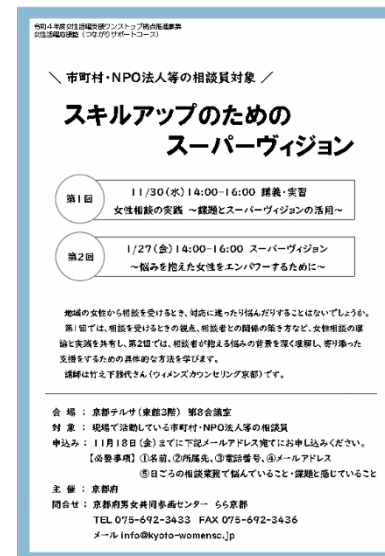 令和4年度女性活躍支援ワンストップ拠点推進事業
女性活躍応援塾（つながりサポートコース）
＼ 市町村・NPO法人等の相談員対象 ／
スキルアップのための
スーパーヴィジョン
第1回
11/30(水)14:00-16:00 講義・実習
女性相談の実践 ～課題とスーパーヴィジョンの活用～
第2回
1/27(金)14:00-16:00 スーパーヴィジョン
～悩みを抱えた女性をエンパワーするために～
地域の女性から相談を受けるとき、対応に迷ったり悩んだりすることはないでしょうか。
第1回では、相談を受けるときの視点、相談者との関係の築き方など、女性相談の理
論と実践を共有し、第2回では、相談者が抱える悩みの背景を深く理解し、寄り添った
支援をするための具体的な方法を学びます。
講師は竹之下雅代さん(ウィメンズカウンセリング京都)です。
会 場 ： 京都テルサ(東館3階) 第8会議室
対 象 ： 現場で活動している市町村・NPO法人等の相談員
申込み ： 11月18日(金)までに下記メールアドレス宛てにお申し込みください。
【必要事項】①名前、②所属先、③電話番号、④メールアドレス
⑤日ごろの相談業務で悩んでいること・課題と感じていること
主 催 ： 京都府
問合せ ： 京都府男女共同参画センター らら京都
TEL 075-692-3433 FAX 075-692-3436
メール info@kyoto-womensc.jp